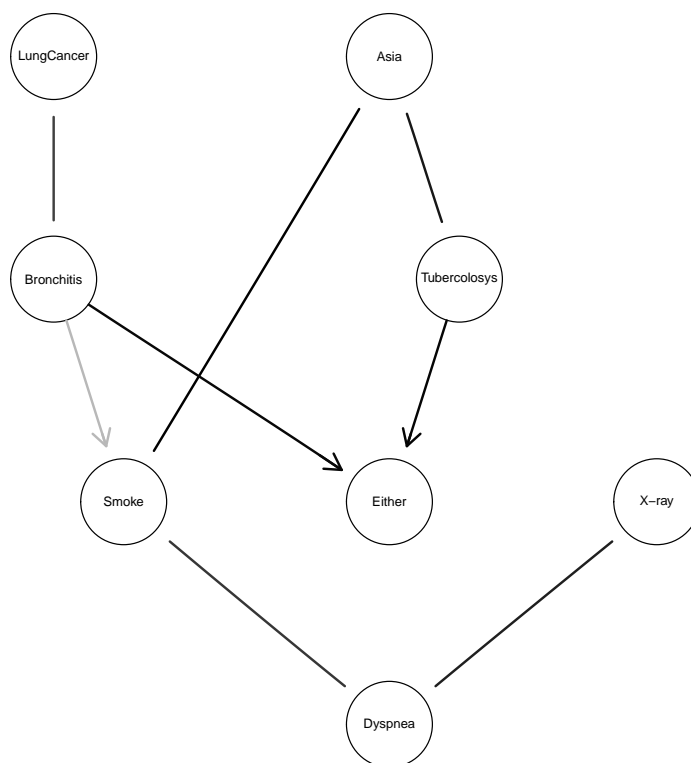 LungCancer
Asia
Bronchitis
Tubercolosys
Smoke
Either
X−ray
Dyspnea